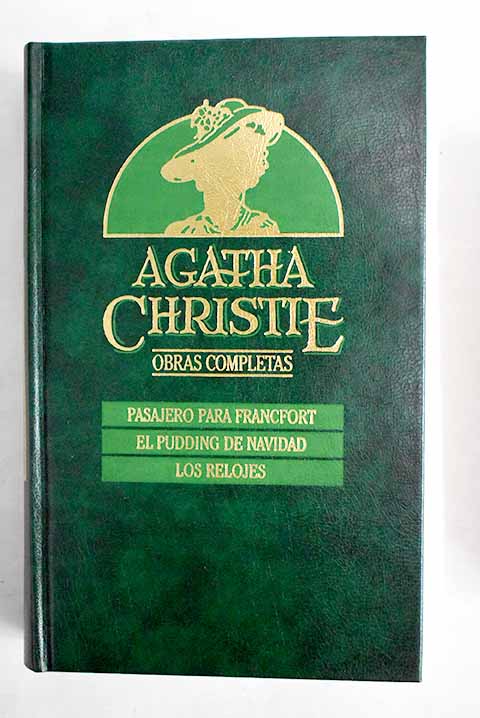 AGATHA
CHRISTIE
OBRAS COMPLETAS
PASAJERO PARA FRANCFORT
EL PUDDING DE NAVIDAD
LOS RELOJES